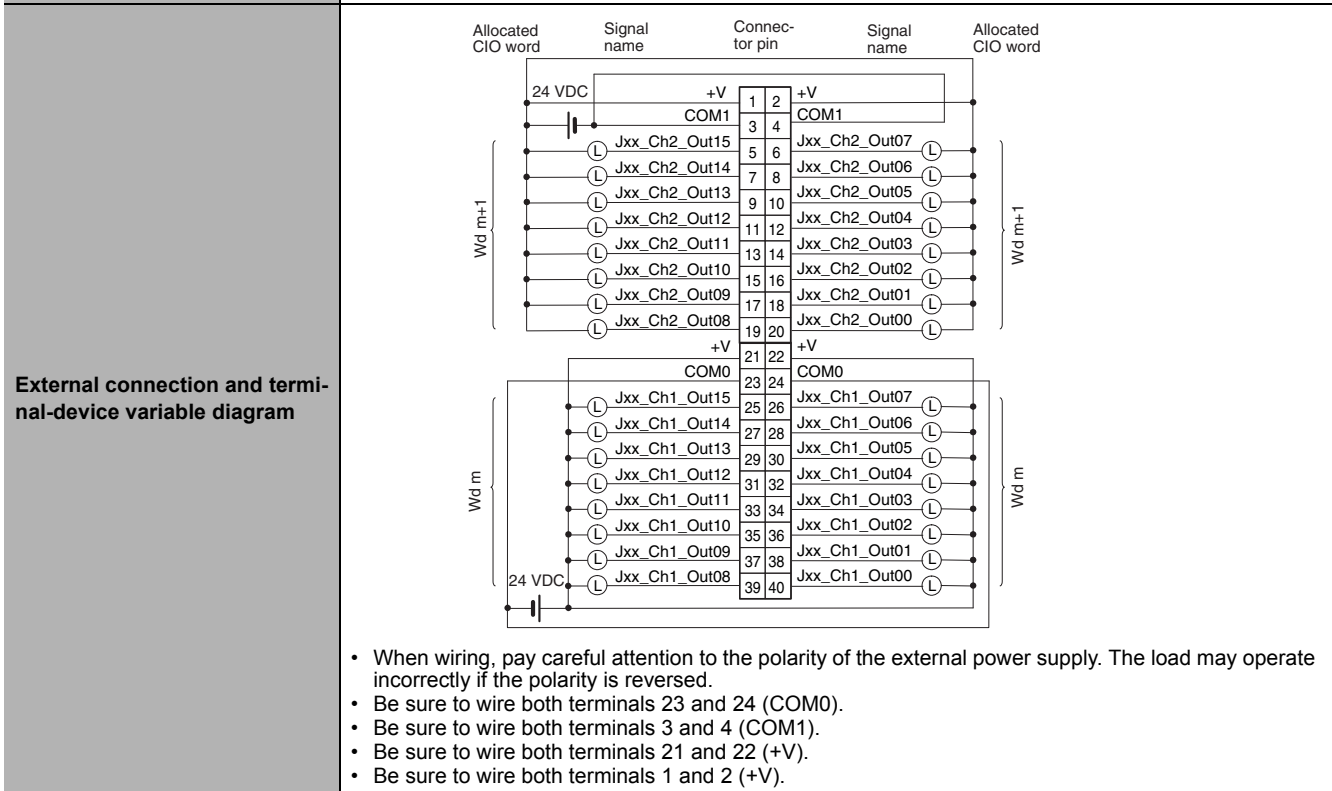 External connection and termi-
nal-device variable diagram
Allocated CIO word Signal name Connec-tor pin Signal name Allocated CIO word
24 VDC
+V 1 2 +V
COM1 3 4 COM1
L Jxx_Ch2_Out15 5 6 Jxx_Ch2_Out07 L
L Jxx_Ch2_Out14 7 8 Jxx_Ch2_Out06 L
L Jxx_Ch2_Out13 9 10 Jxx_Ch2_Out05 L
L Jxx_Ch2_Out12 11 12 Jxx_Ch2_Out04 L
L Jxx_Ch2_Out11 13 14 Jxx_Ch2_Out03 L
L Jxx_Ch2_Out10 15 16 Jxx_Ch2_Out02 L
L Jxx_Ch2_Out09 17 18 Jxx_Ch2_Out01 L
L Jxx_Ch2_Out08 19 20 Jxx_Ch2_Out00 L
Wd m+1
Wd m+1
+V 21 22 +V
COM0 23 24 COM0
L Jxx_Ch1_Out15 25 26 Jxx_Ch1_Out07 L
L Jxx_Ch1_Out14 27 28 Jxx_Ch1_Out06 L
L Jxx_Ch1_Out13 29 30 Jxx_Ch1_Out05 L
L Jxx_Ch1_Out12 31 32 Jxx_Ch1_Out04 L
L Jxx_Ch1_Out11 33 34 Jxx_Ch1_Out03 L
L Jxx_Ch1_Out10 35 36 Jxx_Ch1_Out02 L
L Jxx_Ch1_Out09 37 38 Jxx_Ch1_Out01 L
L Jxx_Ch1_Out08 39 40 Jxx_Ch1_Out00 L
Wd m
Wd m
24 VDC
• When wiring, pay careful attention to the polarity of the external power supply. The load may operate
incorrectly if the polarity is reversed.
• Be sure to wire both terminals 23 and 24 (COM0).
• Be sure to wire both terminals 3 and 4 (COM1).
• Be sure to wire both terminals 21 and 22 (+V).
• Be sure to wire both terminals 1 and 2 (+V).